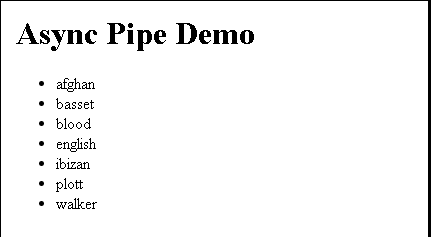 Async Pipe Demo
afghan
basset
blood
english
ibizan
plott
walker